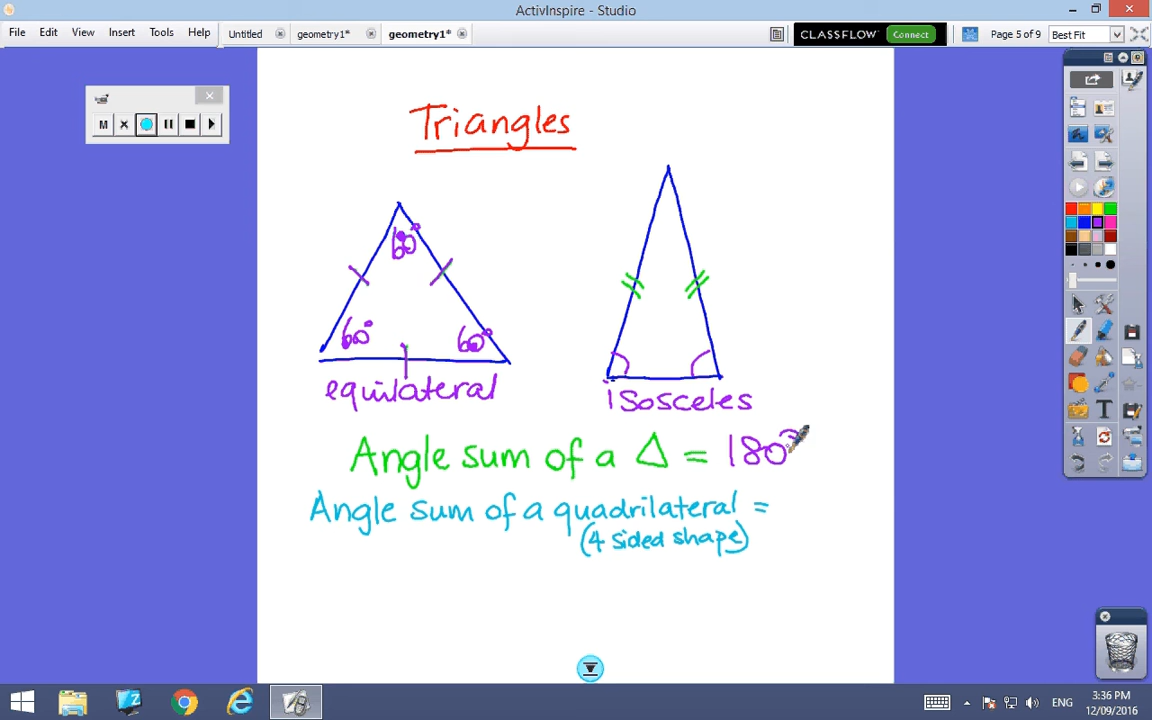 ActivInspire - Studio
File Edit View Insert Tools Help Untitled geometry1* geometry1* CLASSFLOW Connect Page 5 of 9 Best Fit
M
Triangles
60°
60° 60°
equilateral isosceles
Angle sum of a Δ = 180°
Angle sum of a quadrilateral =
(4 sided shape)
ENG 3:36 PM
12/09/2016